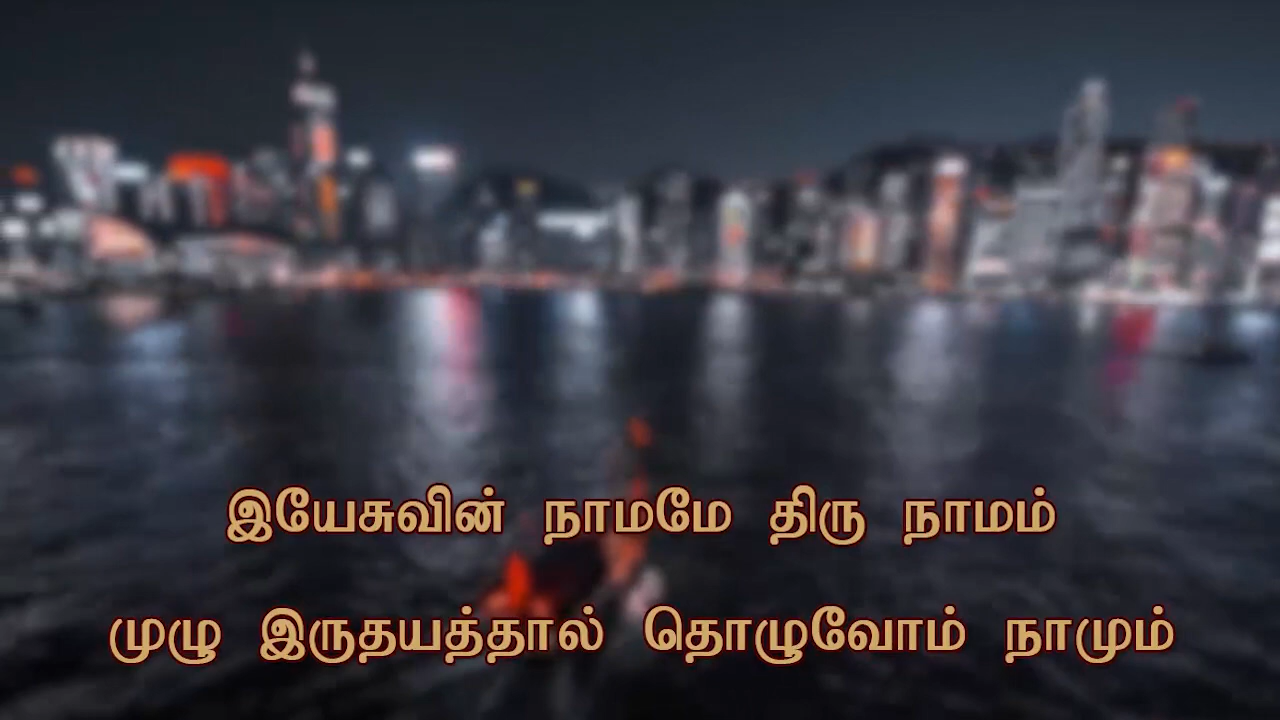 இயேசுவின் நாமமே திரு நாமம்
முழு இருதயத்தால் தொழுவோம் நாமும்